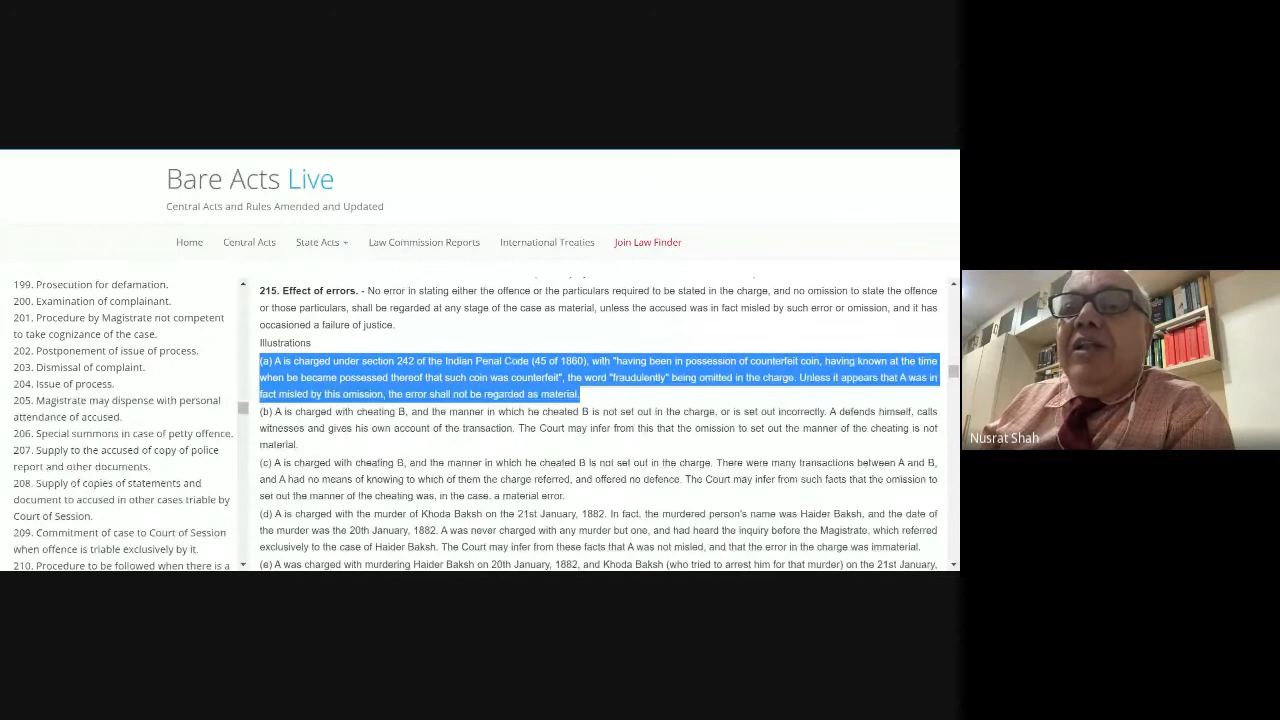 Bare Acts Live
Central Acts and Rules Amended and Updated
Home Central Acts State Acts Law Commission Reports International Treaties Join Law Finder
199. Prosecution for defamation.
200. Examination of complainant.
201. Procedure by Magistrate not competent
to take cognizance of the case.
202. Postponement of issue of process.
203. Dismissal of complaint.
204. Issue of process.
205. Magistrate may dispense with personal
attendance of accused.
206. Special summons in case of petty offence.
207. Supply to the accused of copy of police
report and other documents.
208. Supply of copies of statements and
document to accused in other cases triable by
Court of Session.
209. Commitment of case to Court of Session
when offence is triable exclusively by it.
210. Procedure to be followed when there is a
215. Effect of errors. - No error in stating either the offence or the particulars required to be stated in the charge, and no omission to state the offence
or those particulars, shall be regarded at any stage of the case as material, unless the accused was in fact misled by such error or omission, and it has
occasioned a failure of justice.
Illustrations
(a) A is charged under section 242 of the Indian Penal Code (45 of 1860), with "having been in possession of counterfeit coin, having known at the time
when be became possessed thereof that such coin was counterfeit", the word "fraudulently" being omitted in the charge. Unless it appears that A was in
fact misled by this omission, the error shall not be regarded as material.
(b) A is charged with cheating B, and the manner in which he cheated B is not set out in the charge, or is set out incorrectly. A defends himself, calls
witnesses and gives his own account of the transaction. The Court may infer from this that the omission to set out the manner of the cheating is not
material.
(c) A is charged with cheating B, and the manner in which he cheated B is not set out in the charge. There were many transactions between A and B,
and A had no means of knowing to which of them the charge referred, and offered no defence. The Court may infer from such facts that the omission to
set out the manner of the cheating was, in the case. a material error.
(d) A is charged with the murder of Khoda Baksh on the 21st January, 1882. In fact, the murdered person's name was Haider Baksh, and the date of
the murder was the 20th January, 1882. A was never charged with any murder but one, and had heard the inquiry before the Magistrate, which referred
exclusively to the case of Haider Baksh. The Court may infer from these facts that A was not misled, and that the error in the charge was immaterial.
(e) A was charged with murdering Haider Baksh on 20th January, 1882, and Khoda Baksh (who tried to arrest him for that murder) on the 21st January,
Nusrat Shah